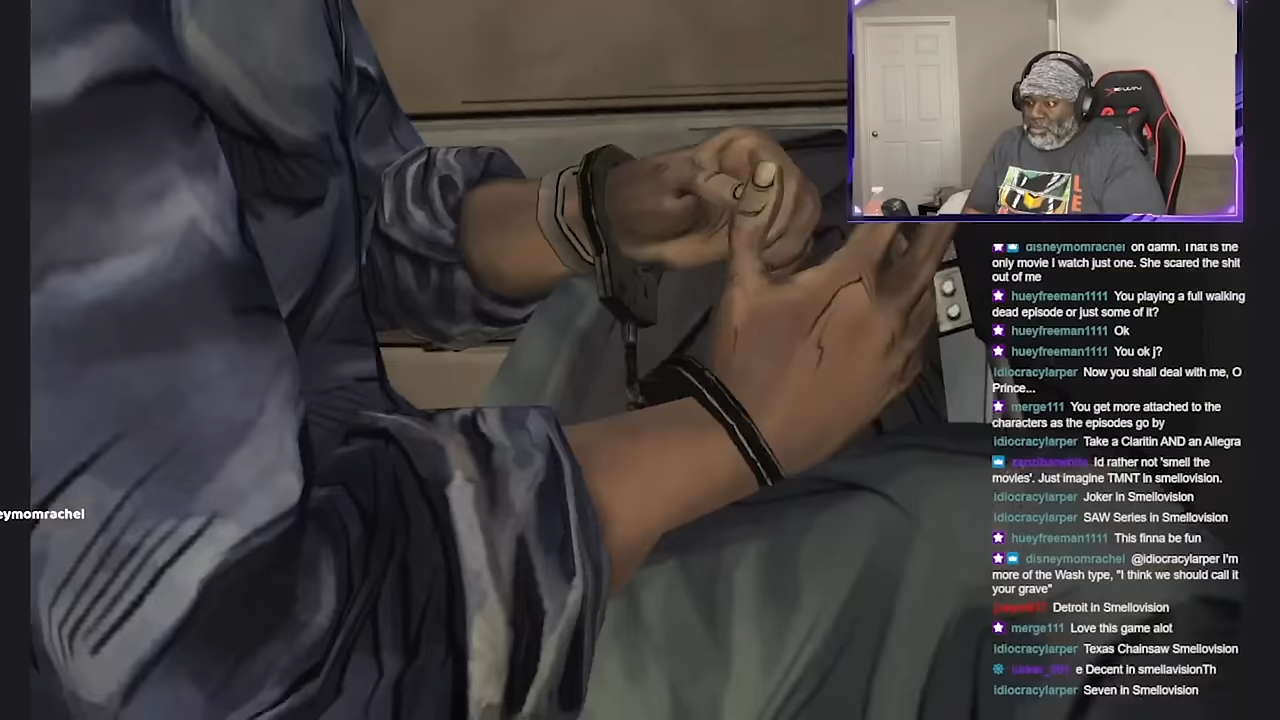 disneymomrachel on damn. That is the
only movie I watch just one. She scared the shit
out of me
hueyfreeman1111 You playing a full walking
dead episode or just some of it?
hueyfreeman1111 Ok
hueyfreeman1111 You ok j?
idiocracylarper Now you shall deal with me, O
Prince...
merge111 You get more attached to the
characters as the episodes go by
idiocracylarper Take a Claritin AND an Allegra
Id rather not 'smell the
movies'. Just imagine TMNT in smellovision.
idiocracylarper Joker in Smellovision
eymomrachel
idiocracylarper SAW Series in Smellovision
hueyfreeman1111 This finna be fun
disneymomrachel @idiocracylarper I'm
more of the Wash type, "I think we should call it
your grave"
Detroit in Smellovision
merge111 Love this game alot
idiocracylarper Texas Chainsaw Smellovision
e Decent in smellavisionTh
idiocracylarper Seven in Smellovision